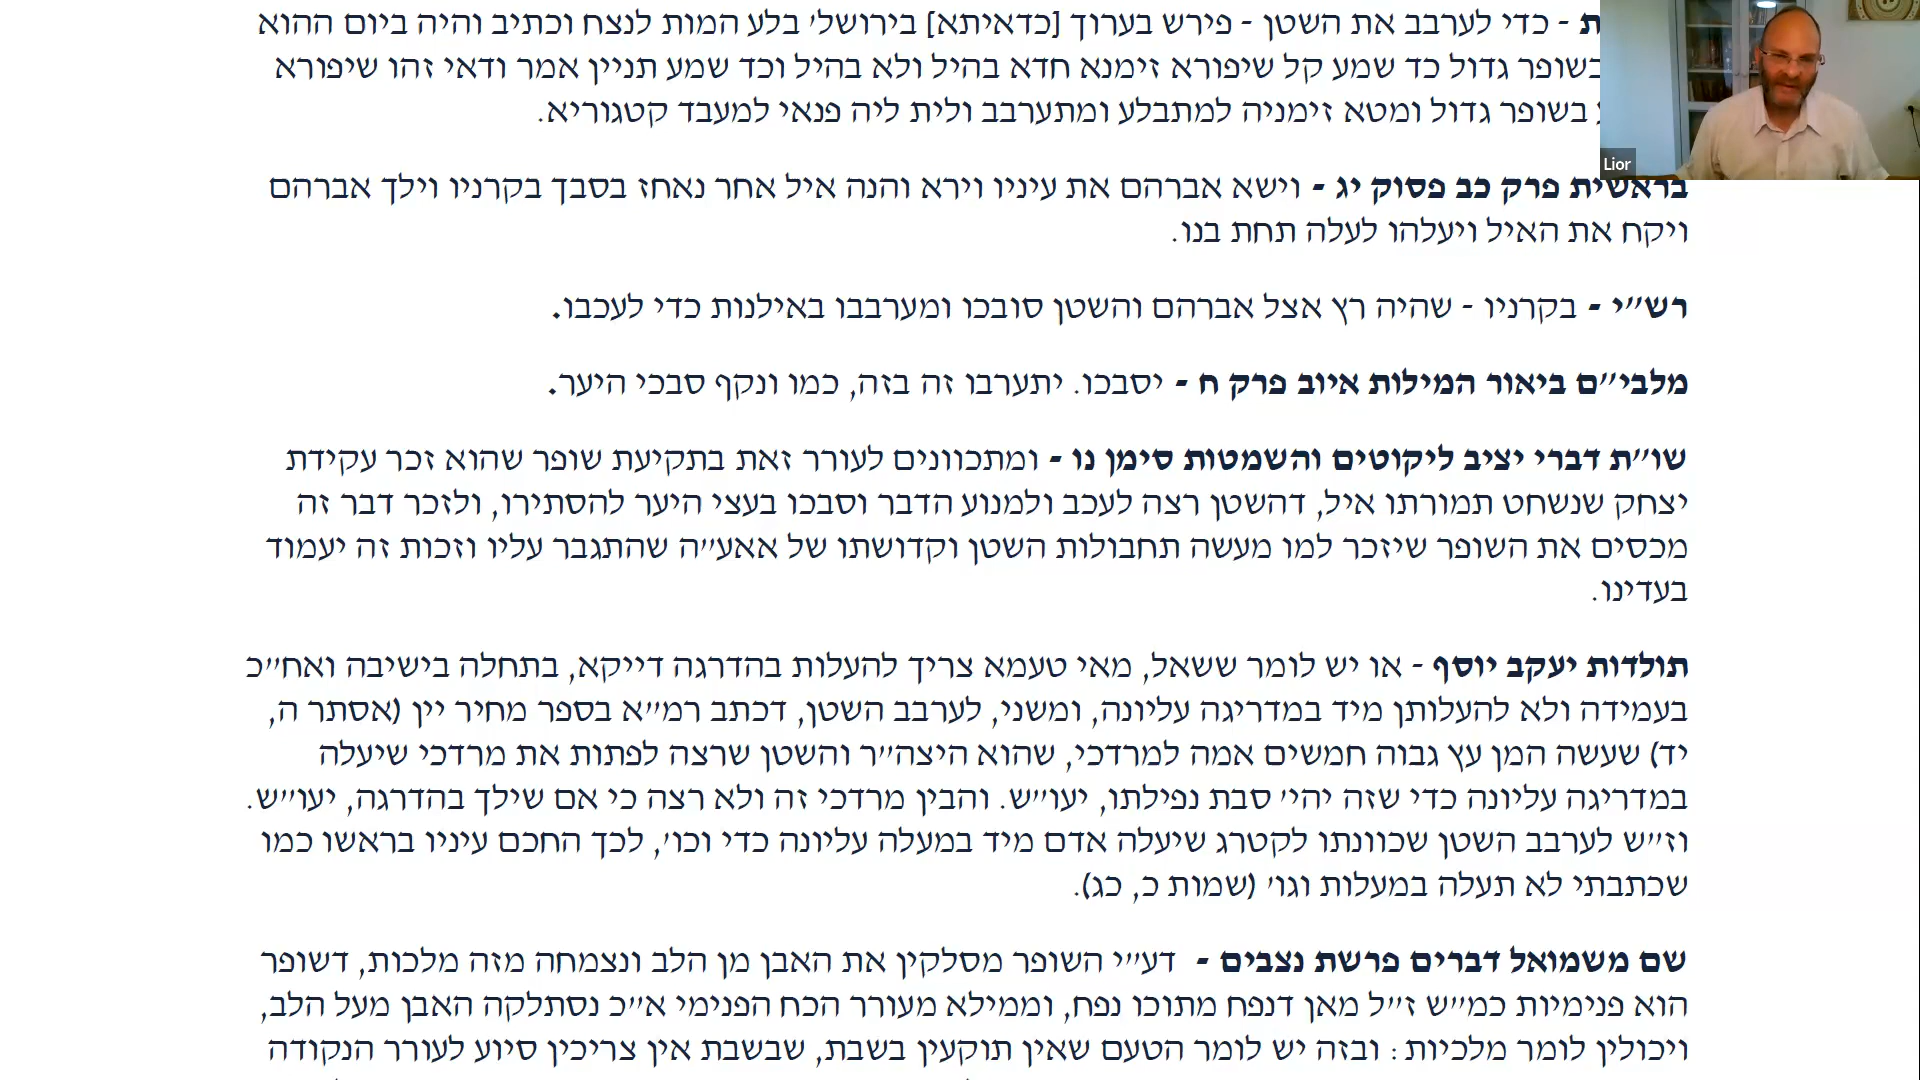 ת - כדי לערבב את השטן - פירש בערוך [כדאיתא] בירושל׳ בלע המות לנצח וכתיב והיה ביום ההוא
בשופר גדול כד שמע קל שיפורא זימנא חדא בהיל ולא בהיל וכד שמע תניין אמר ודאי זהו שיפורא
בשופר גדול ומטא זימניה למתבלע ומתערבב ולית ליה פנאי למעבד קטגוריא.
Lior
בראשית פרק כב פסוק יג - וישא אברהם את עיניו וירא והנה איל אחר נאחז בסבך בקרניו וילך אברהם
ויקח את האיל ויעלהו לעלה תחת בנו.
רש״י - בקרניו - שהיה רץ אצל אברהם והשטן סובכו ומערבבו באילנות כדי לעכבו.
מלבי״ם ביאור המילות איוב פרק ח - יסבכו. יתערבו זה בזה, כמו ונקף סבכי היער.
שו״ת דברי יציב ליקוטים והשמטות סימן נו - ומתכוונים לעורר זאת בתקיעת שופר שהוא זכר עקידת
יצחק שנשחט תמורתו איל, דהשטן רצה לעכב ולמנוע הדבר וסבכו בעצי היער להסתירו, ולזכר דבר זה
מכסים את השופר שיזכר למו מעשה תחבולות השטן וקדושתו של אאע״ה שהתגבר עליו וזכות זה יעמוד
בעדינו.
תולדות יעקב יוסף - או יש לומר ששאל, מאי טעמא צריך להעלות בהדרגה דייקא, בתחלה בישיבה ואח״כ
בעמידה ולא להעלותן מיד במדריגה עליונה, ומשני, לערבב השטן, דכתב רמ״א בספר מחיר יין (אסתר ה,
יד) שעשה המן עץ גבוה חמשים אמה למרדכי, שהוא היצה״ר והשטן שרצה לפתות את מרדכי שיעלה
במדריגה עליונה כדי שזה יהי׳ סבת נפילתו, יעו״ש. והבין מרדכי זה ולא רצה כי אם שילך בהדרגה, יעו״ש.
וז״ש לערבב השטן שכוונתו לקטרג שיעלה אדם מיד במעלה עליונה כדי וכו׳, לכך החכם עיניו בראשו כמו
שכתבתי לא תעלה במעלות וגו׳ (שמות כ, כג).
שם משמואל דברים פרשת נצבים - דע״י השופר מסלקין את האבן מן הלב ונצמחה מזה מלכות, דשופר
הוא פנימיות כמ״ש ז״ל מאן דנפח מתוכו נפח, וממילא מעורר הכח הפנימי א״כ נסתלקה האבן מעל הלב,
ויכולין לומר מלכיות: ובזה יש לומר הטעם שאין תוקעין בשבת, שבשבת אין צריכין סיוע לעורר הנקודה